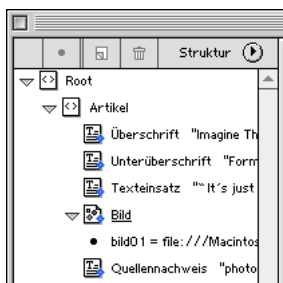 Struktur
Root
Artikel
Überschrift "Imagine Th
Unterüberschrift "Form
Texteinsatz "~It's just
Bild
bild01 = file:///Macintos
Quellennachweis "photo